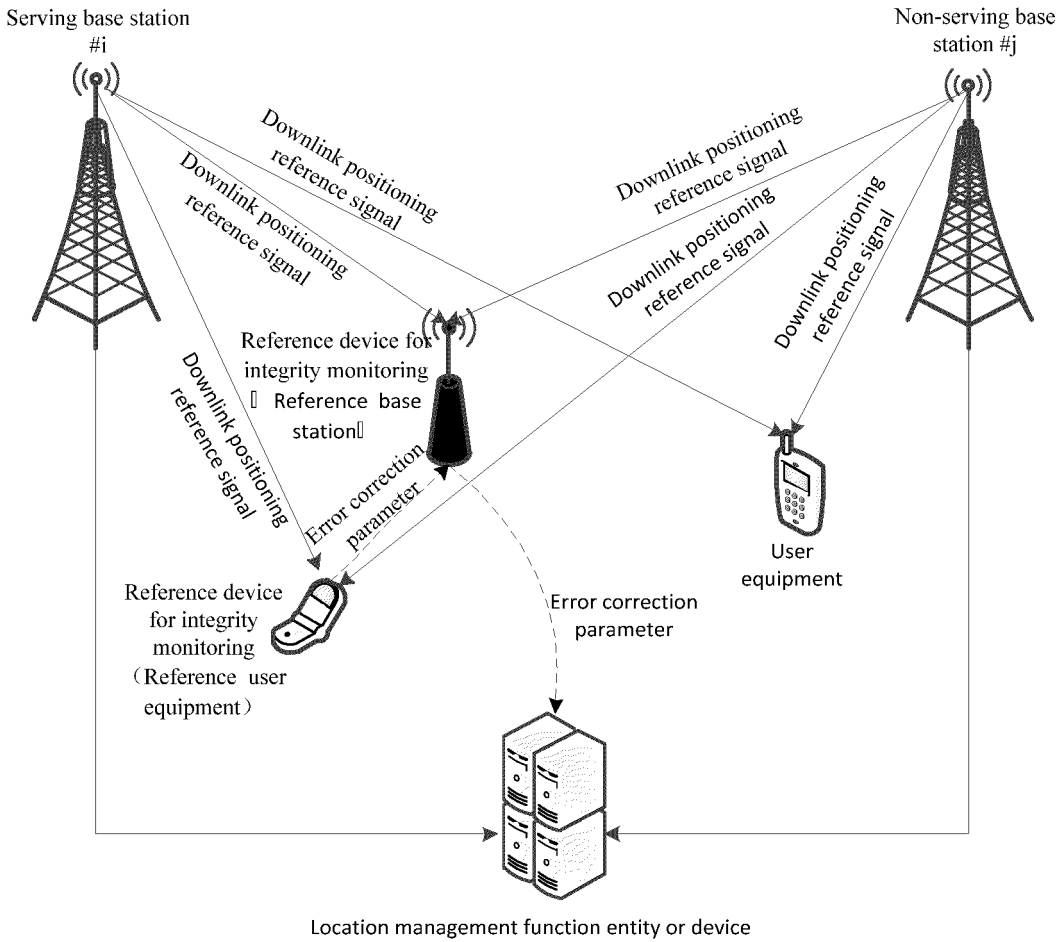 Serving base station
#i
Non-serving base
station #j
Downlink positioning
reference signal
Downlink positioning
reference signal
Downlink positioning
reference signal
Downlink positioning
reference signal
Downlink positioning
reference signal
Downlink positioning
reference signal
Reference device for
integrity monitoring
▯ Reference base
station▯
Error correction
parameter
User
equipment
Reference device
for integrity
monitoring
（Reference user
equipment）
Error correction
parameter
Location management function entity or device